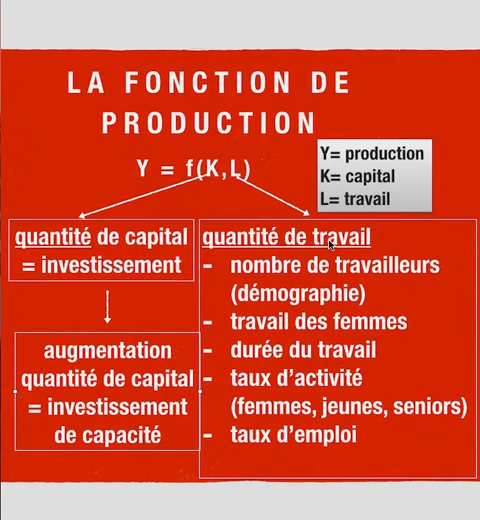 LA FONCTION DE
PRODUCTION
Y = f(K,L)
Y= production
K= capital
L= travail
quantité de capital
= investissement
augmentation
quantité de capital
= investissement
de capacité
quantité de travail
- nombre de travailleurs
(démographie)
- travail des femmes
- durée du travail
- taux d’activité
(femmes, jeunes, seniors)
- taux d’emploi